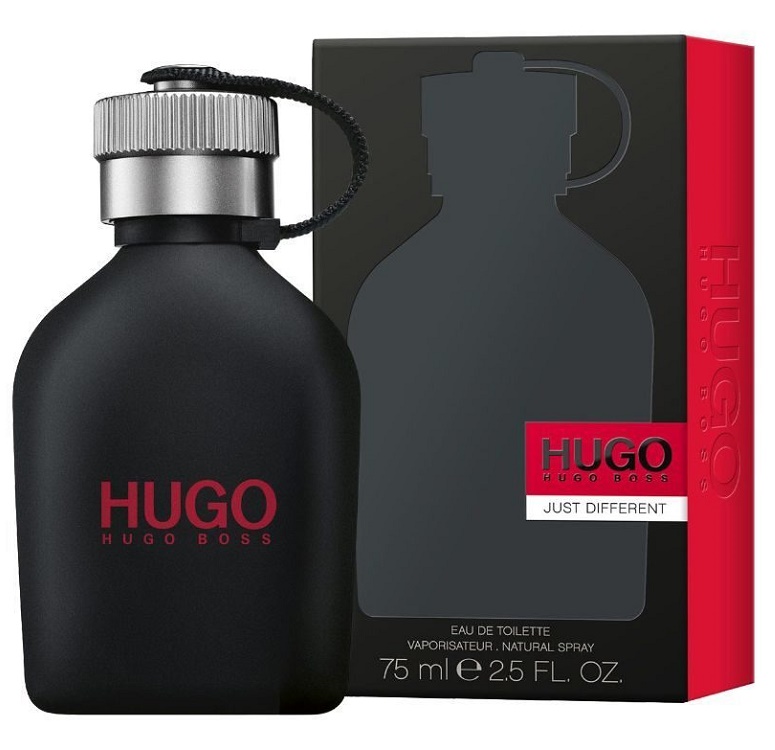 HUGO
HUGO BOSS
HUGO
HUGO BOSS
JUST DIFFERENT
EAU DE TOILETTE
VAPORISATEUR . NATURAL SPRAY
75 ml e 2.5 FL. OZ.
HUGO
HUGO BOSS